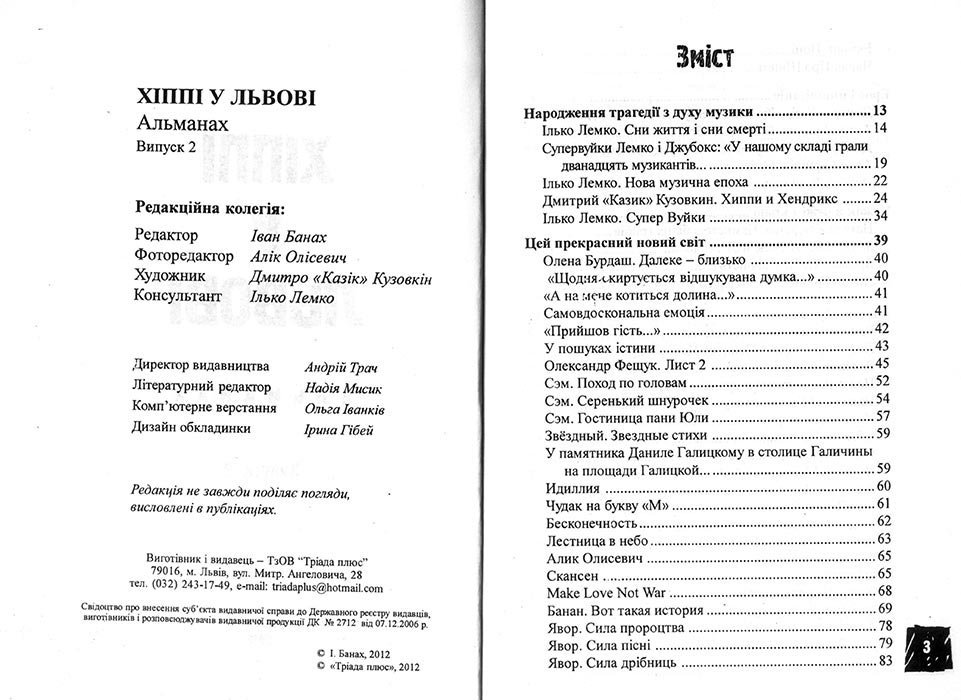 ХІППІ У ЛЬВОВІ
Альманах
Випуск 2
Редакційна колегія:
Редактор Іван Банах
Фоторедактор Алік Олісевич
Художник Дмитро «Казік» Кузовкін
Консультант Ілько Лемко
Директор видавництва Андрій Трач
Літературний редактор Надія Мисик
Комп’ютерне верстання Ольга Іванків
Дизайн обкладинки Ірина Гібей
Редакція не завжди поділяє погляди,
висловлені в публікаціях.
Виготівник і видавець – ТзОВ “Тріада плюс”
79016, м. Львів, вул. Митр. Ангеловича, 28
тел. (032) 243-17-49, e-mail: triadaplus@hotmail.com
Свідоцтво про внесення суб’єкта видавничої справи до Державного реєстру видавців,
виготівників і розповсюджувачів видавничої продукції ДК № 2712 від 07.12.2006 р.
© І. Банах, 2012
© «Тріада плюс», 2012
Зміст
Народження трагедії з духу музики 13
Ілько Лемко. Сни життя і сни смерті 14
Супервуйки Лемко і Джубокс: «У нашому складі грали
дванадцять музикантів... 19
Ілько Лемко. Нова музична епоха 22
Дмитрий «Казик» Кузовкин. Хиппи и Хендрикс 24
Ілько Лемко. Супер Вуйки 34
Цей прекрасний новий світ 39
Олена Бурдаш. Далеке – близько 40
«Щодня скиртується відшукувана думка...» 40
«А на мене котиться долина...» 41
Самовдосконална емоція 41
«Прийшов гість...» 42
У пошуках істини 43
Олександр Фещук. Лист 2 45
Сэм. Поход по головам 52
Сэм. Серенький шнурочек 54
Сэм. Гостиница пани Юли 57
Звёздный. Звездные стихи 59
У памятника Даниле Галицкому в столице Галичины
на площади Галицкой... 59
Идиллия 60
Чудак на букву «М» 61
Бесконечность 62
Лестница в небо 63
Алик Олисевич 65
Скансен 65
Make Love Not War 68
Банан. Вот такая история 69
Явор. Сила пророцтва 78
Явор. Сила пісні 79
Явор. Сила дрібниць 83
3